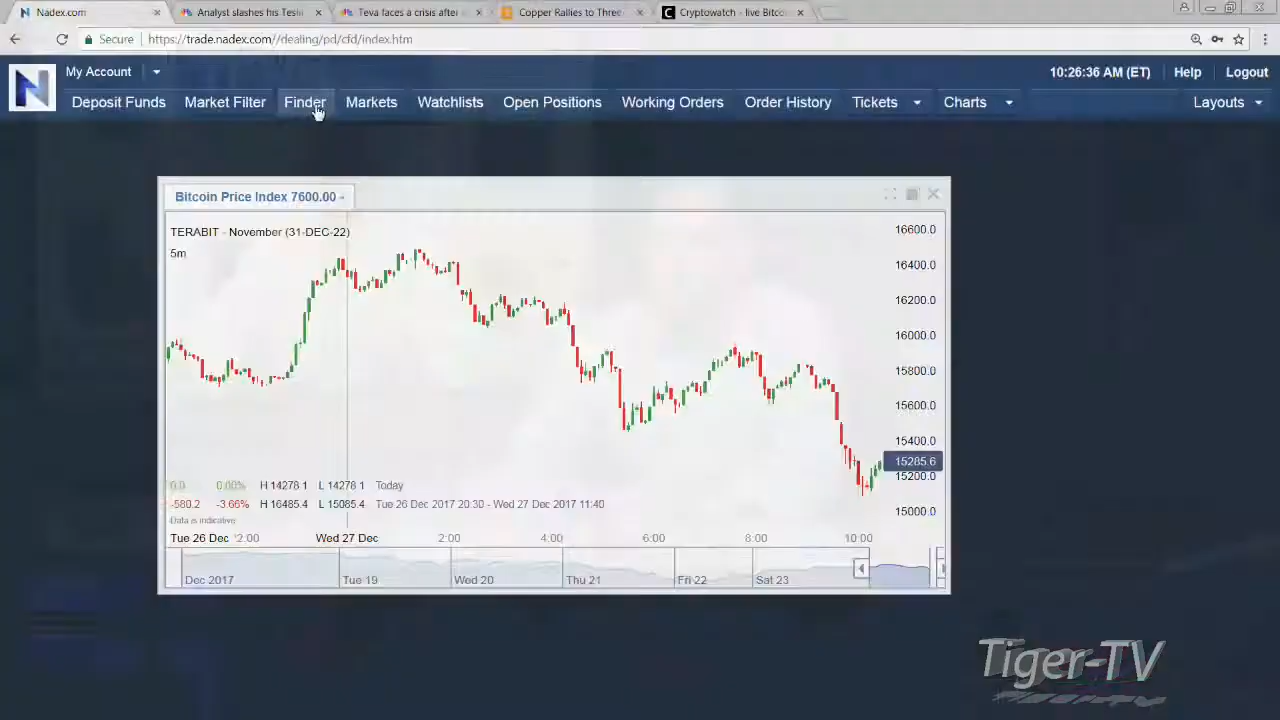 Nadex.com
Analyst slashes his Tesl
Teva faces a crisis after
Copper Rallies to Three
Cryptowatch - live Bitco
Secure
https://trade.nadex.com//dealing/pd/cfd/index.htm
My Account
10:26:36 AM (ET)
Help
Logout
Deposit Funds
Market Filter
Finder
Markets
Watchlists
Open Positions
Working Orders
Order History
Tickets
Charts
Layouts
Bitcoin Price Index 7600.00 -
TERABIT - November (31-DEC-22)
5m
16600.0
16400.0
16200.0
16000.0
15800.0
15600.0
15400.0
15285.6
15200.0
15000.0
0.0 0.00% H 14278.1 L 14278.1 Today
-580.2 -3.66% H 16485.4 L 15085.4 Tue 26 Dec 2017 20:30 - Wed 27 Dec 2017 11:40
Data is indicative
Tue 26 Dec '2:00 Wed 27 Dec 2:00 4:00 6:00 8:00 10:00
Dec 2017 Tue 19 Wed 20 Thu 21 Fri 22 Sat 23
Tiger-TV